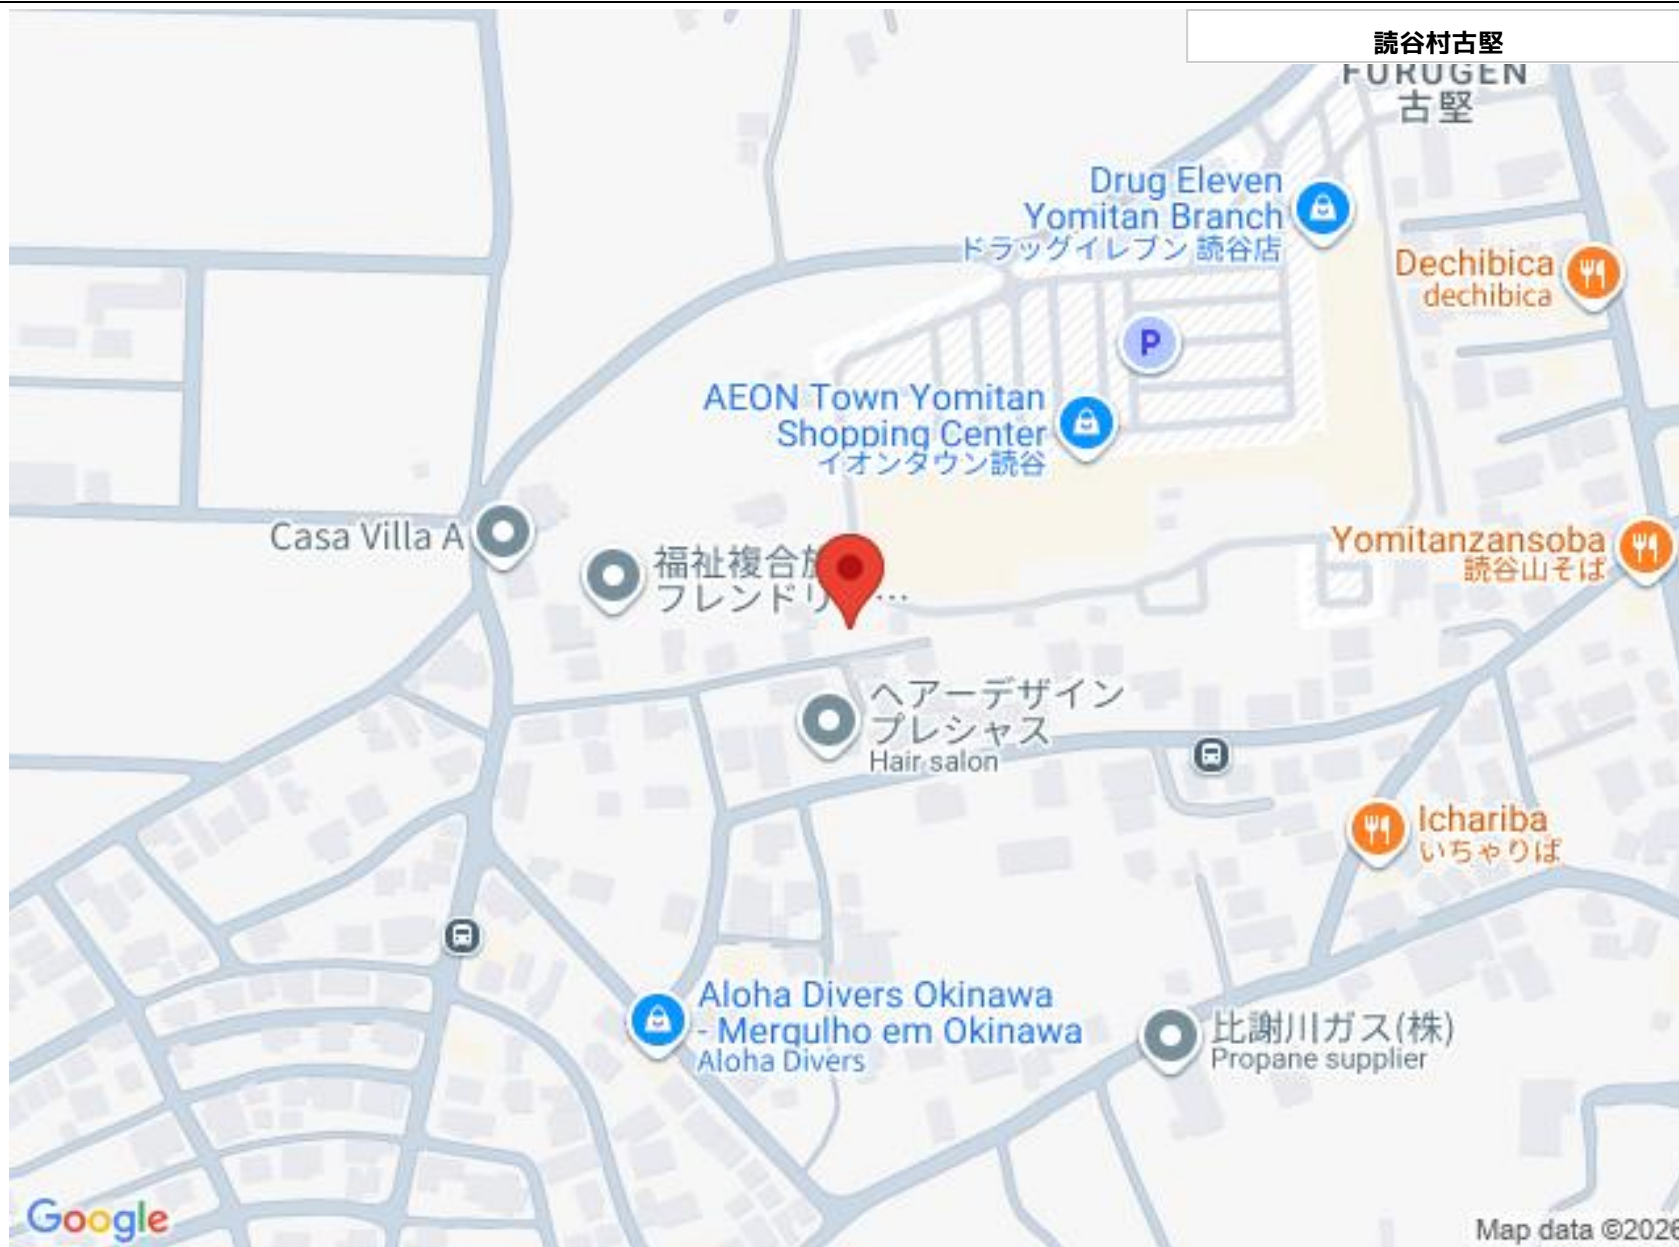 読谷村古堅
FURUGEN
古堅
Drug Eleven
Yomitan Branch
ドラッグイレブン 読谷店
Dechibica
dechibica
P
AEON Town Yomitan
Shopping Center
イオンタウン読谷
Casa Villa A
福祉複合施
フレンドリ…
Yomitanzansoba
読谷山そば
ヘアーデザイン
プレシャス
Hair salon
Ichariba
いちゃりば
Aloha Divers Okinawa
- Mergulho em Okinawa
Aloha Divers
比謝川ガス(株)
Propane supplier
Google
Map data ©2026